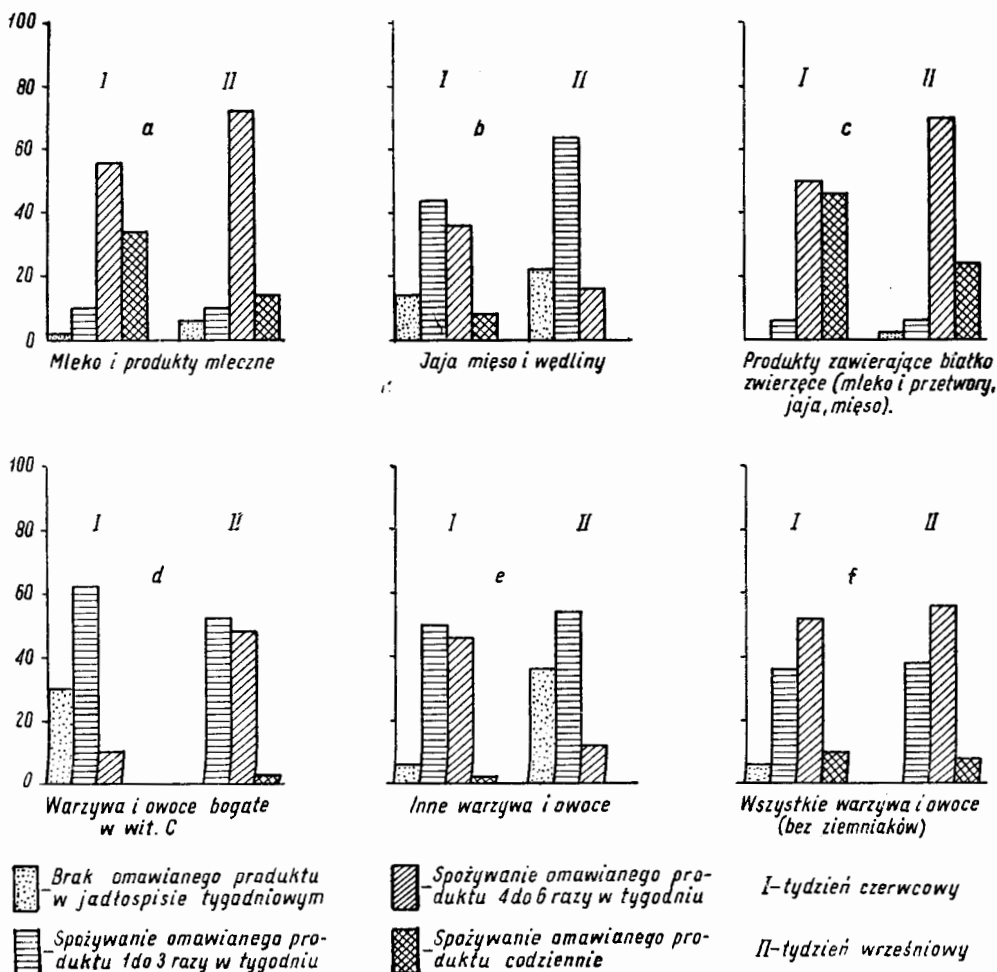 100
80
60
40
20
0
I II
a
Mleko i produkty mleczne
I II
b
Jaja mięso i wędliny
I II
c
Produkty zawierające białko
zwierzęce (mleko i przetwory,
jaja, mięso).
100
80
60
40
20
0
I II
d
Warzywa i owoce bogate
w wit. C
I II
e
Inne warzywa i owoce
I II
f
Wszystkie warzywa i owoce
(bez ziemniaków)
Brak omawianego produktu
w jadłospisie tygodniowym
Spożywanie omawianego pro-
duktu 1 do 3 razy w tygodniu
Spożywanie omawianego pro-
duktu 4 do 6 razy w tygodniu
Spożywanie omawianego pro-
duktu codziennie
I-tydzień czerwcowy
II-tydzień wrześniowy